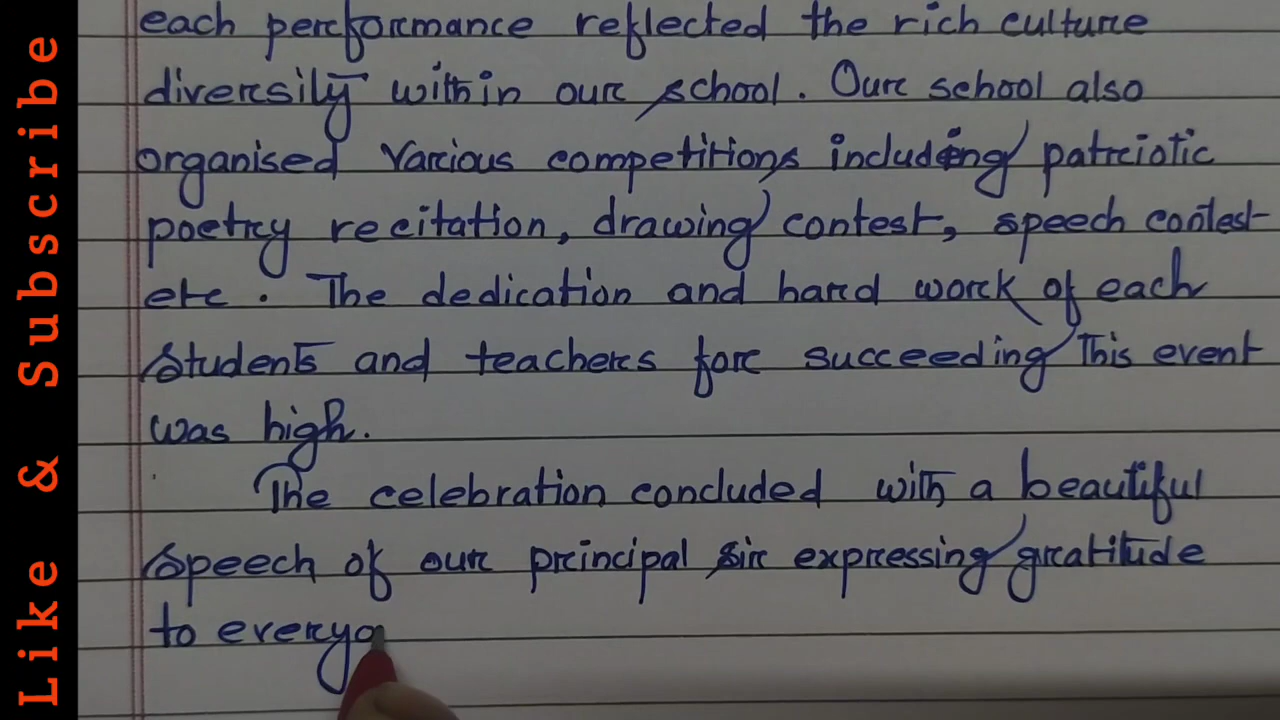 each performance reflected the rich culture
diversity within our school. Our school also
organised various competitions including patriotic
poetry recitation, drawing contest, speech contest
etc. The dedication and hard work of each
students and teachers for succeeding This event
was high.
The celebration concluded with a beautiful
speech of our principal sir expressing gratitude
to everyo
Like & Subscribe